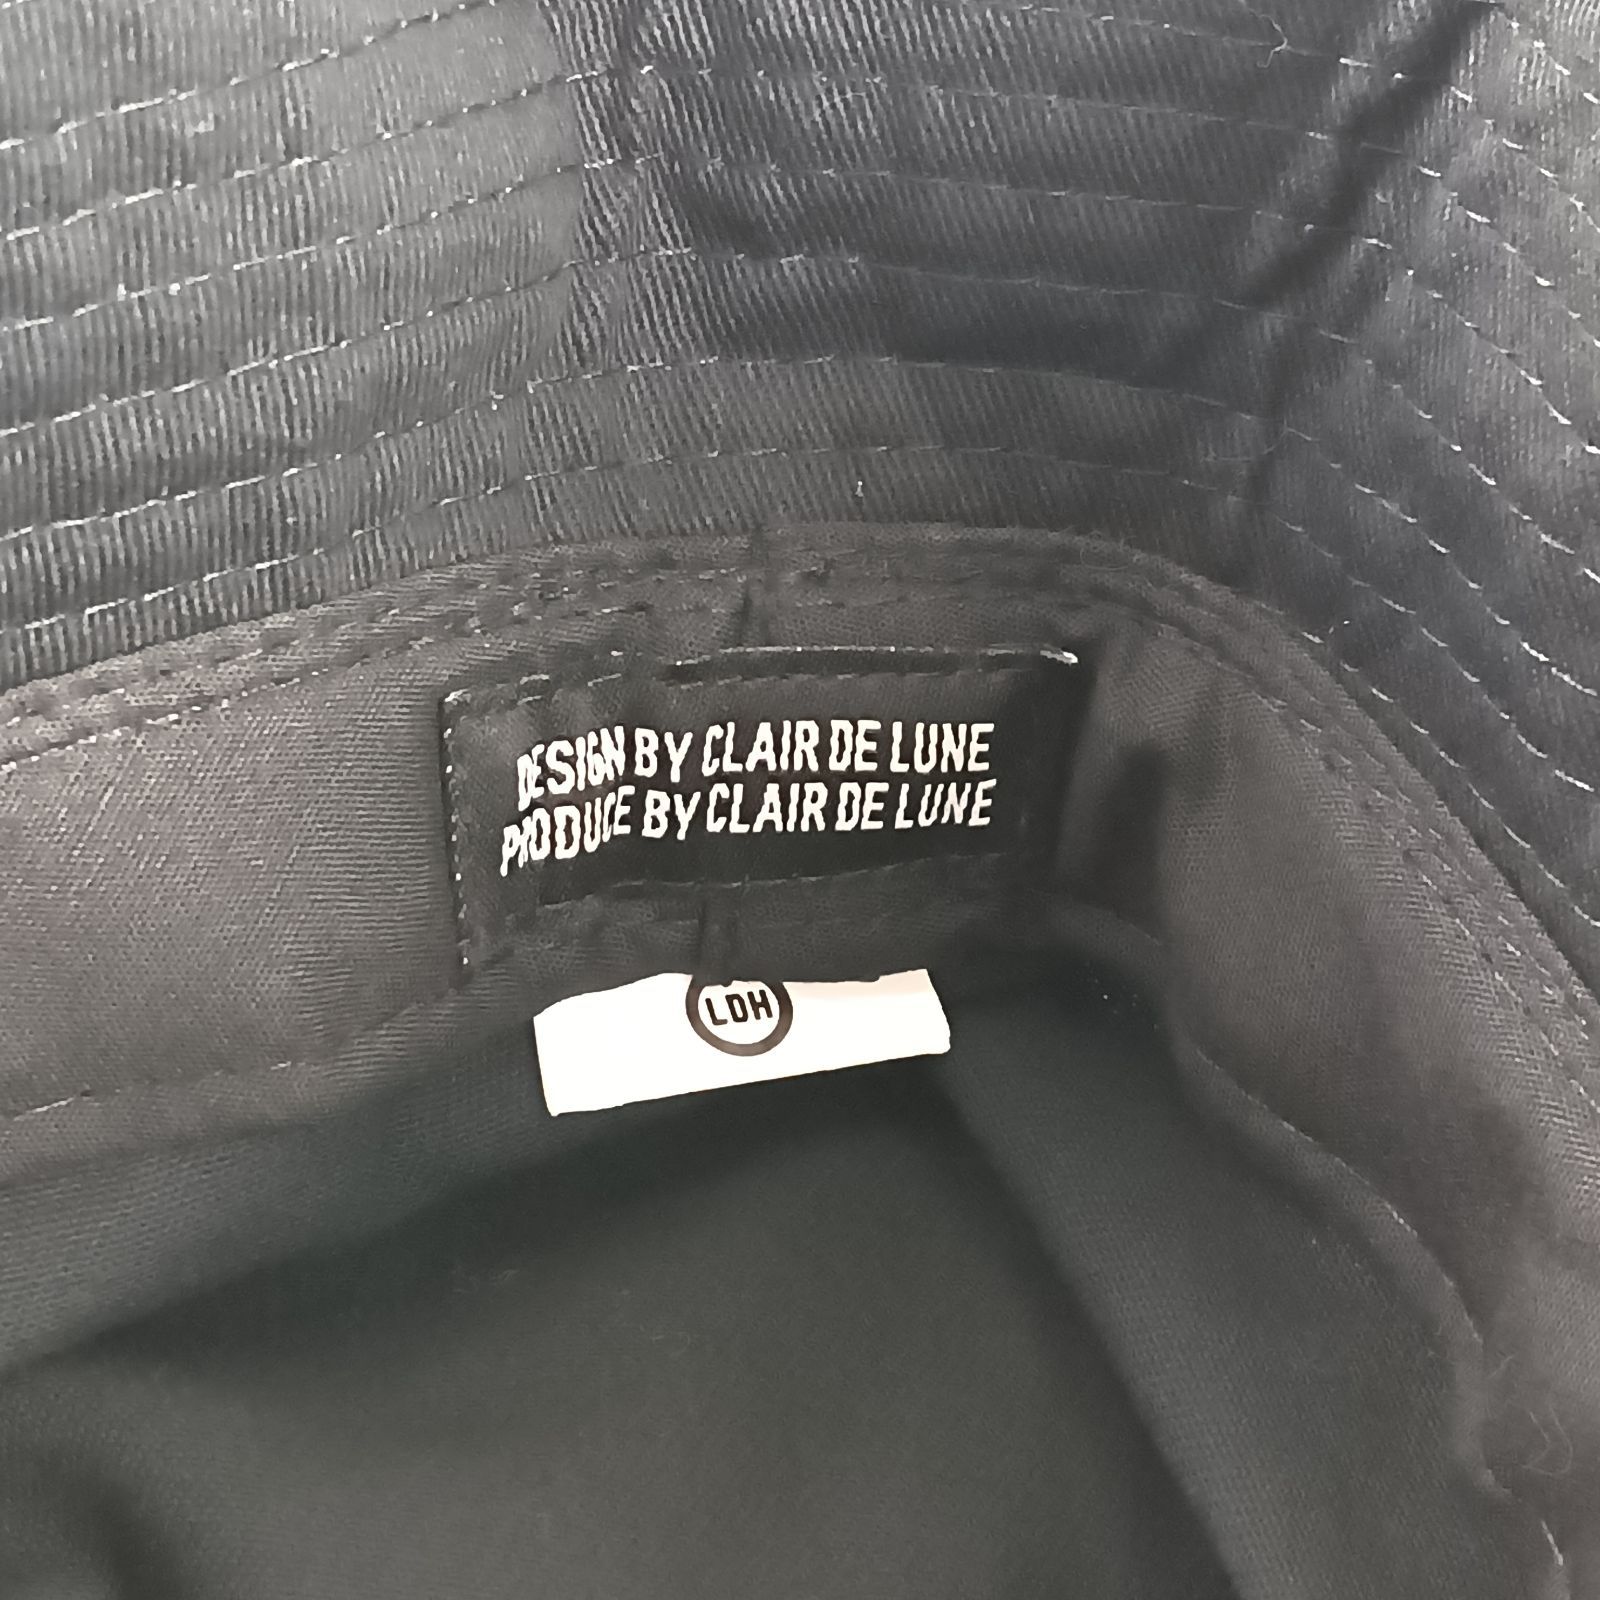 DESIGN BY CLAIR DE LUNE
PRODUCE BY CLAIR DE LUNE
LDH